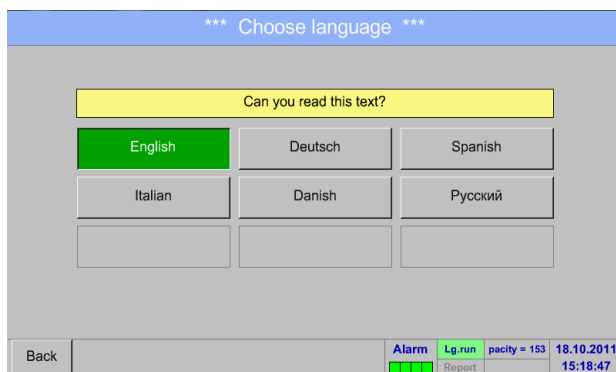 *** Choose language ***
Can you read this text?
English Deutsch Spanish
Italian Danish Русский
Back Alarm Lg.run pacity = 153 18.10.2011
Report 15:18:47